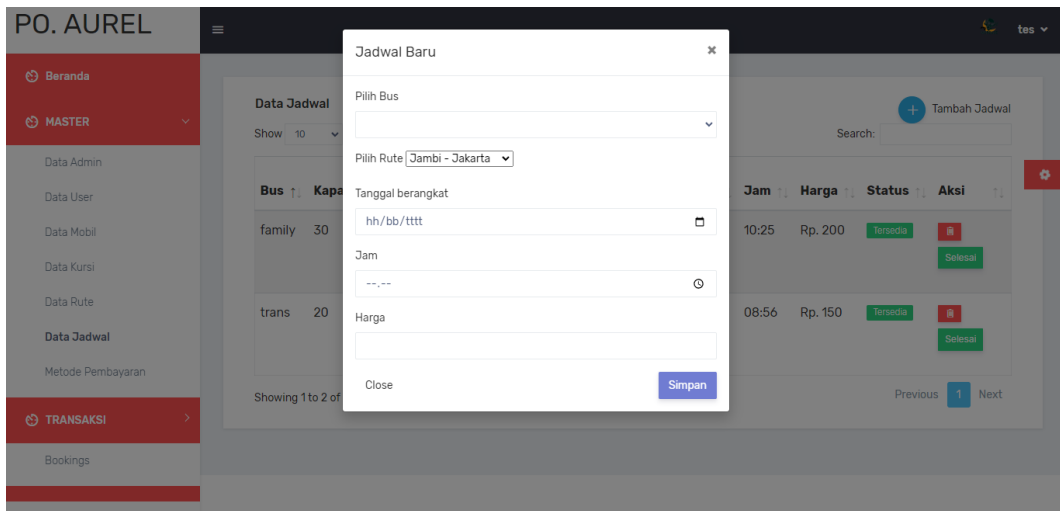 PO. AUREL
tes
Beranda
MASTER
Data Admin
Data User
Data Mobil
Data Kursi
Data Rute
Data Jadwal
Metode Pembayaran
TRANSAKSI
Bookings
Data Jadwal
Tambah Jadwal
Show 10
Search:
Bus Kapa Jam Harga Status Aksi
family 30 10:25 Rp. 200 Tersedia
Selesai
trans 20 08:56 Rp. 150 Tersedia
Selesai
Showing 1 to 2 of
Previous 1 Next
Jadwal Baru
Pilih Bus
Pilih Rute Jambi - Jakarta
Tanggal berangkat
hh/bb/tttt
Jam
--.--
Harga
Close Simpan